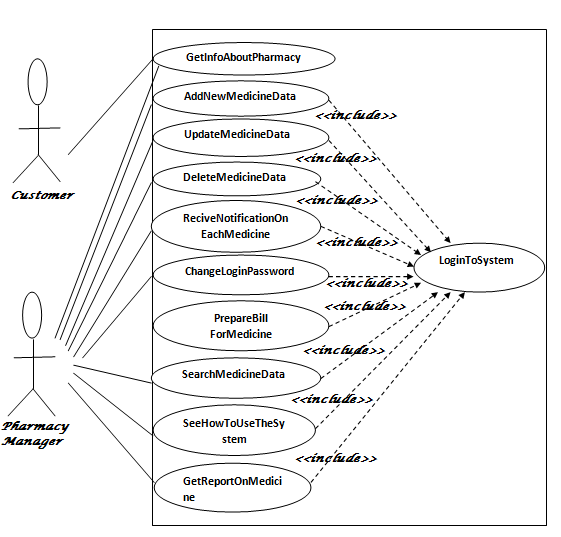 GetInfoAboutPharmacy
AddNewMedicineData
<<include>>
UpdateMedicineData
<<include>>
DeleteMedicineData
Customer
<<include>>
ReciveNotificationOn
EachMedicine
<<include>>
LoginToSystem
ChangeLoginPassword
<<include>>
<<include>>
PrepareBill
ForMedicine
<<include>>
SearchMedicineData
<<include>>
Pharmacy
Manager
SeeHowToUseTheSy
stem
<<include>>
GetReportOnMedici
ne